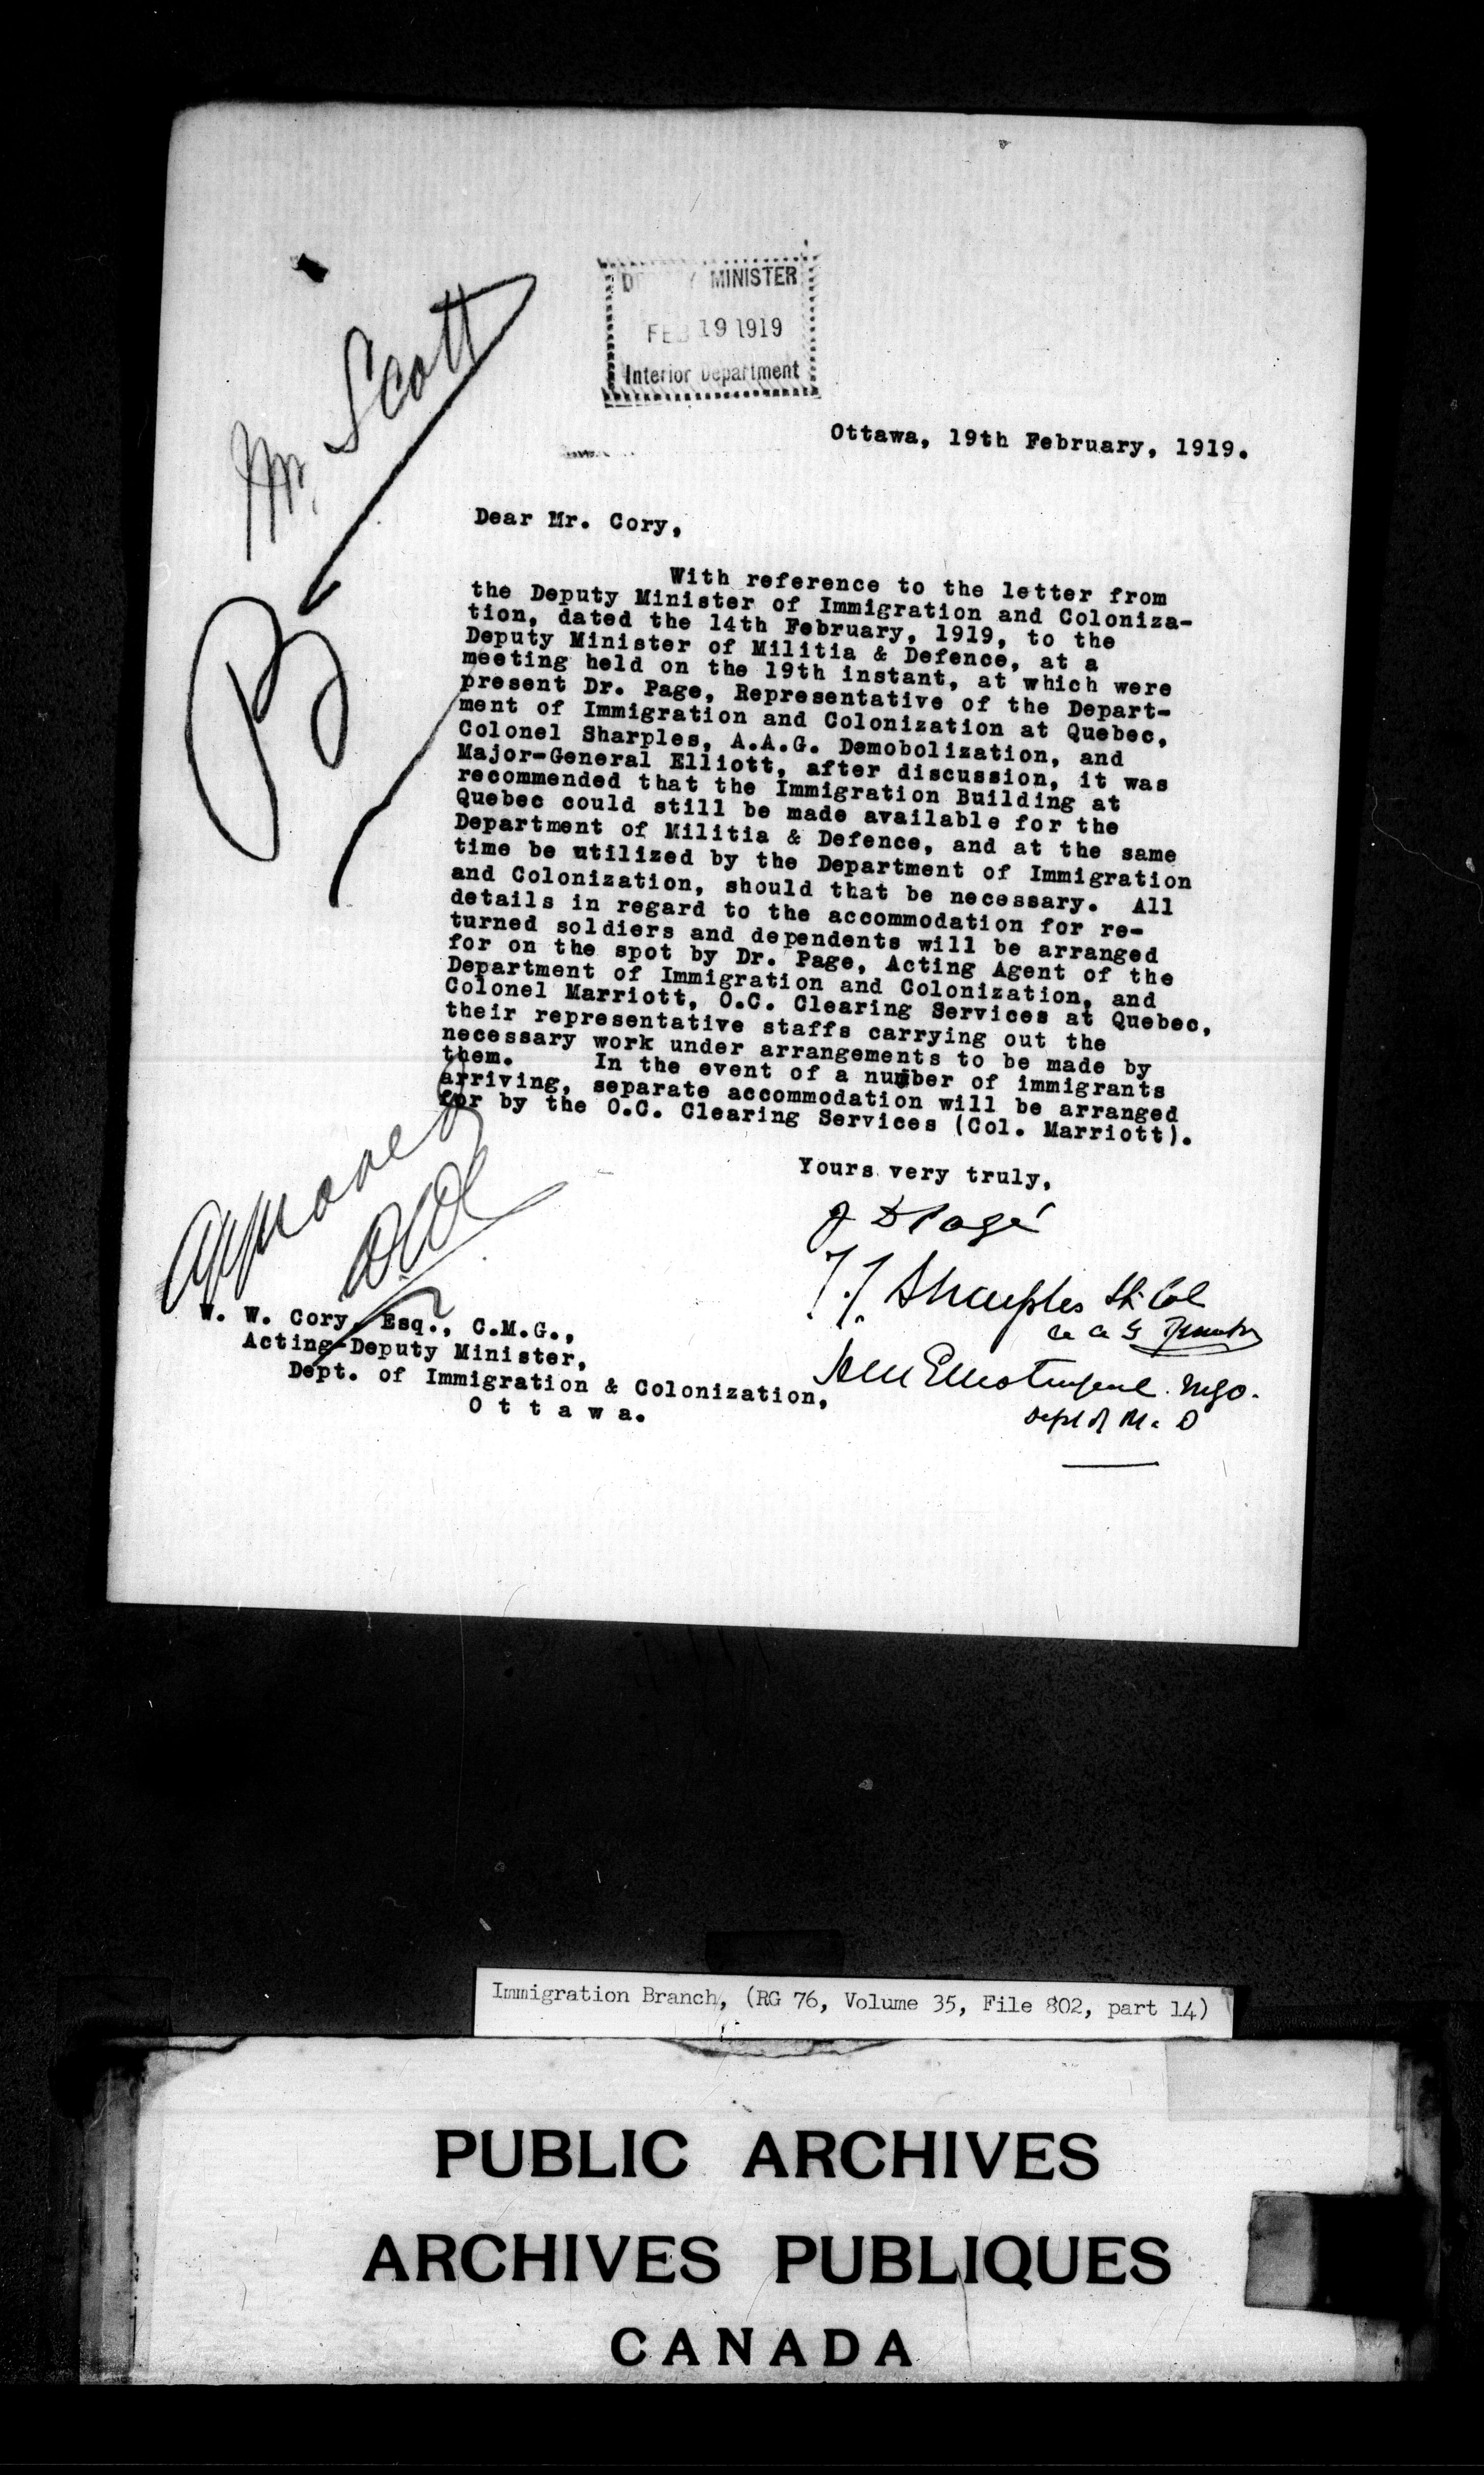 DEPUTY MINISTER
FEB 19 1919
Interior Department
Mr. Scott
Ottawa, 19th February, 1919.
Dear Mr. Cory,
With reference to the letter from
the Deputy Minister of Immigration and Coloniza-
tion, dated the 14th February, 1919, to the
Deputy Minister of Militia & Defence, at a
meeting held on the 19th instant, at which were
present Dr. Page, Representative of the Depart-
ment of Immigration and Colonization at Quebec,
Colonel Sharples, A.A.G. Demobolization, and
Major-General Elliott, after discussion, it was
recommended that the Immigration Building at
Quebec could still be made available for the
Department of Militia & Defence, and at the same
time be utilized by the Department of Immigration
and Colonization, should that be necessary. All
details in regard to the accommodation for re-
turned soldiers and dependents will be arranged
for on the spot by Dr. Page, Acting Agent of the
Department of Immigration and Colonization, and
Colonel Marriott, O.C. Clearing Services at Quebec,
their representative staffs carrying out the
necessary work under arrangements to be made by
them. In the event of a number of immigrants
arriving, separate accommodation will be arranged
for by the O.C. Clearing Services (Col. Marriott).
Yours very truly,
J D Pagé
Sharples Lt Col
a a G
Approved
W. W. Cory, Esq., C.M.G.,
Acting-Deputy Minister,
Dept. of Immigration & Colonization,
Ottawa.
Dept of M. D
Immigration Branch, (RG 76, Volume 35, File 802, part 14)
PUBLIC ARCHIVES
ARCHIVES PUBLIQUES
CANADA